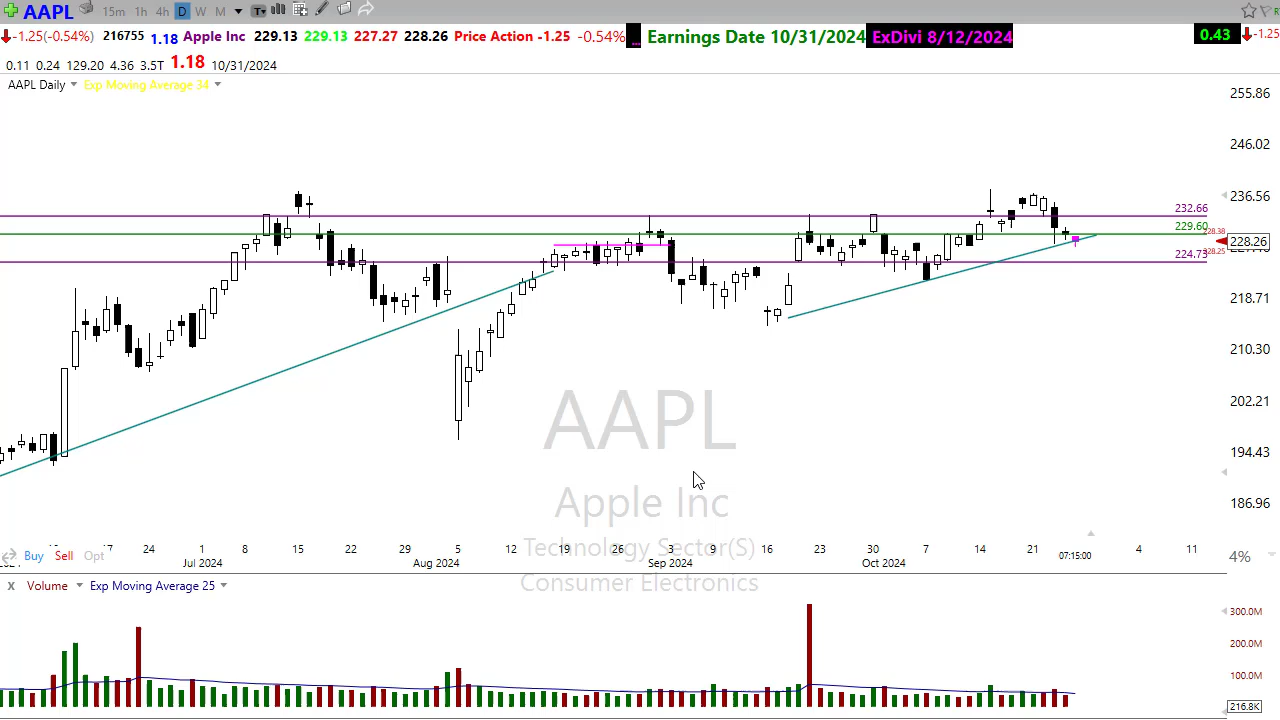 AAPL 15m 1h 4h D W M T
-1.25(-0.54%) 216755 1.18 Apple Inc 229.13 229.13 227.27 228.26 Price Action -1.25 -0.54% ... Earnings Date 10/31/2024 ExDivi 8/12/2024 0.43 -1.25
0.11 0.24 129.20 4.36 3.5T 1.18 10/31/2024
AAPL Daily Exp Moving Average 34
255.86
246.02
236.56
232.66
229.60
228.38
228.26
224.73
228.25
218.71
210.30
202.21
194.43
186.96
AAPL
Apple Inc
Technology Sector(S)
Consumer Electronics
17 24 1 8 15 22 29 5 12 19 26 3 9 16 23 30 7 14 21 07:15:00 4 11
Buy Sell Opt
4%
Jul 2024 Aug 2024 Sep 2024 Oct 2024
X Volume Exp Moving Average 25
300.0M
200.0M
100.0M
216.8K